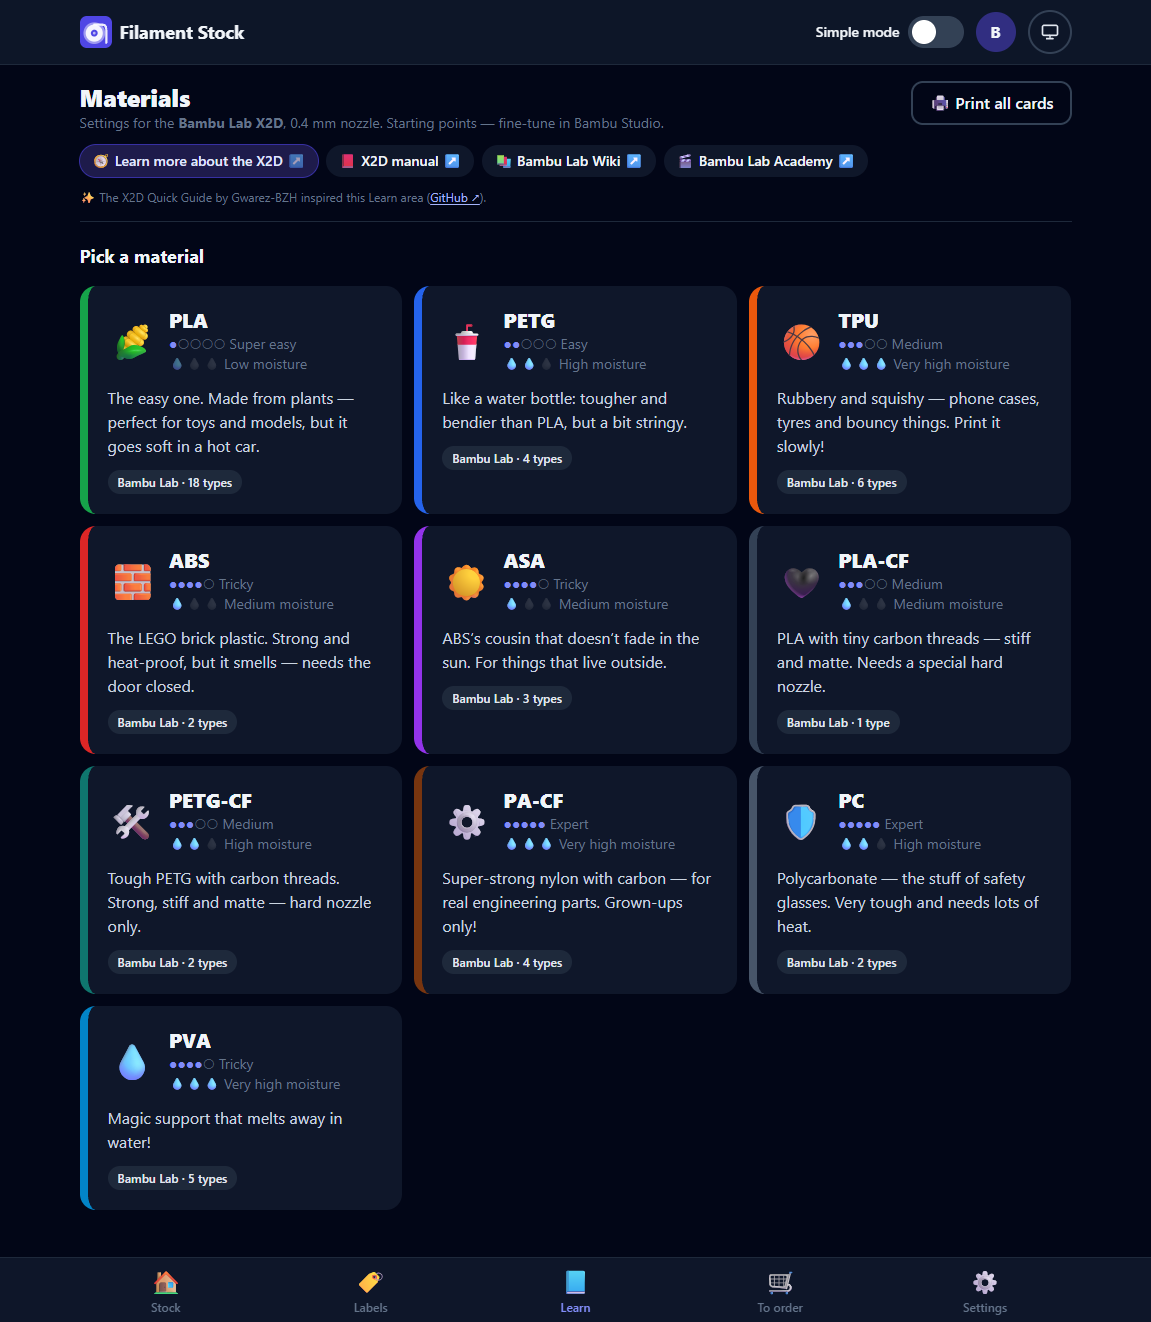 Filament Stock
Simple mode
B
Materials
Print all cards
Settings for the Bambu Lab X2D, 0.4 mm nozzle. Starting points — fine-tune in Bambu Studio.
Learn more about the X2D ↗
X2D manual ↗
Bambu Lab Wiki ↗
Bambu Lab Academy ↗
✨ The X2D Quick Guide by Gwarez-BZH inspired this Learn area (GitHub ↗).
Pick a material
PLA
●○○○○ Super easy
Low moisture
The easy one. Made from plants —
perfect for toys and models, but it
goes soft in a hot car.
Bambu Lab · 18 types
PETG
●●○○○ Easy
High moisture
Like a water bottle: tougher and
bendier than PLA, but a bit stringy.
Bambu Lab · 4 types
TPU
●●●○○ Medium
Very high moisture
Rubbery and squishy — phone cases,
tyres and bouncy things. Print it
slowly!
Bambu Lab · 6 types
ABS
●●●●○ Tricky
Medium moisture
The LEGO brick plastic. Strong and
heat-proof, but it smells — needs the
door closed.
Bambu Lab · 2 types
ASA
●●●●○ Tricky
Medium moisture
ABS's cousin that doesn't fade in the
sun. For things that live outside.
Bambu Lab · 3 types
PLA-CF
●●●○○ Medium
Medium moisture
PLA with tiny carbon threads — stiff
and matte. Needs a special hard
nozzle.
Bambu Lab · 1 type
PETG-CF
●●●○○ Medium
High moisture
Tough PETG with carbon threads.
Strong, stiff and matte — hard nozzle
only.
Bambu Lab · 2 types
PA-CF
●●●●● Expert
Very high moisture
Super-strong nylon with carbon — for
real engineering parts. Grown-ups
only!
Bambu Lab · 4 types
PC
●●●●● Expert
High moisture
Polycarbonate — the stuff of safety
glasses. Very tough and needs lots of
heat.
Bambu Lab · 2 types
PVA
●●●●○ Tricky
Very high moisture
Magic support that melts away in
water!
Bambu Lab · 5 types
Stock
Labels
Learn
To order
Settings